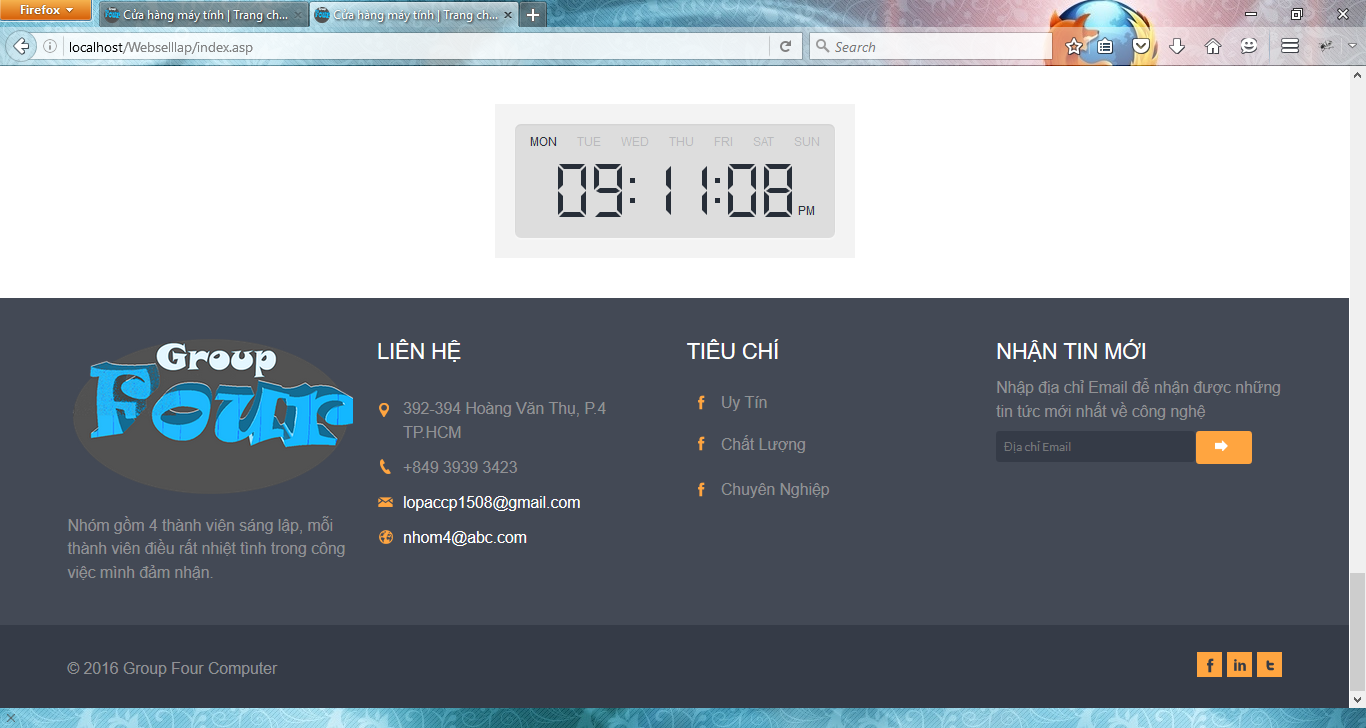 Firefox
Cửa hàng máy tính | Trang ch...
Cửa hàng máy tính | Trang ch...
localhost/Webselllap/index.asp
Search
MON TUE WED THU FRI SAT SUN
09:11:08 PM
Group
Four
Nhóm gồm 4 thành viên sáng lập, mỗi
thành viên điều rất nhiệt tình trong công
việc mình đảm nhận.
LIÊN HỆ
392-394 Hoàng Văn Thụ, P.4
TP.HCM
+849 3939 3423
lopaccp1508@gmail.com
nhom4@abc.com
TIÊU CHÍ
Uy Tín
Chất Lượng
Chuyên Nghiệp
NHẬN TIN MỚI
Nhập địa chỉ Email để nhận được những
tin tức mới nhất về công nghệ
Địa chỉ Email
© 2016 Group Four Computer